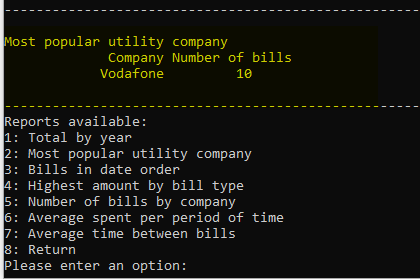 --------------------------------------------------
Most popular utility company
Company Number of bills
Vodafone 10
--------------------------------------------------
Reports available:
1: Total by year
2: Most popular utility company
3: Bills in date order
4: Highest amount by bill type
5: Number of bills by company
6: Average spent per period of time
7: Average time between bills
8: Return
Please enter an option: